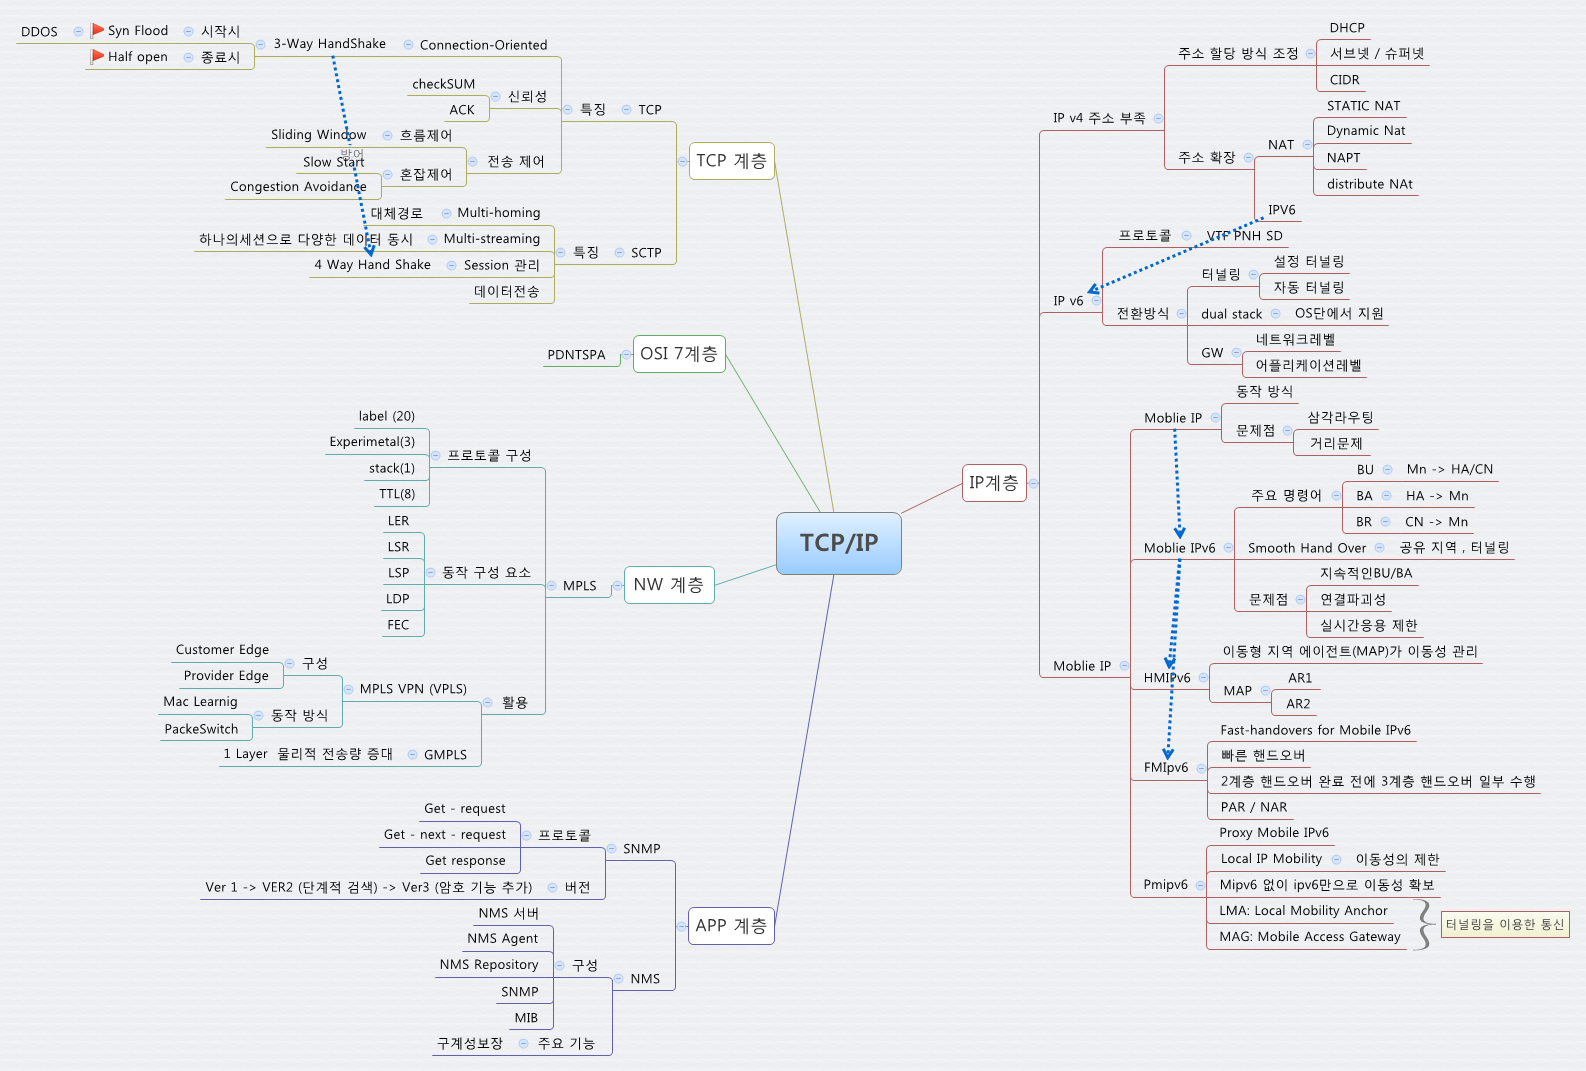 TCP/IP
TCP 계층
TCP
특징
Connection-Oriented
3-Way HandShake
시작시
Syn Flood
DDOS
종료시
Half open
신뢰성
checkSUM
ACK
전송 제어
흐름제어
Sliding Window
혼잡제어
Slow Start
Congestion Avoidance
방어
SCTP
특징
Multi-homing
대체경로
Multi-streaming
하나의세션으로 다양한 데이터 동시
Session 관리
4 Way Hand Shake
데이터전송
OSI 7계층
PDNTSPA
NW 계층
MPLS
프로토콜 구성
label (20)
Experimetal(3)
stack(1)
TTL(8)
동작 구성 요소
LER
LSR
LSP
LDP
FEC
활용
MPLS VPN (VPLS)
구성
Customer Edge
Provider Edge
동작 방식
Mac Learnig
PackeSwitch
GMPLS
1 Layer 물리적 전송량 증대
APP 계층
SNMP
프로토콜
Get - request
Get - next - request
Get response
버전
Ver 1 -> VER2 (단계적 검색) -> Ver3 (암호 기능 추가)
NMS
구성
NMS 서버
NMS Agent
NMS Repository
SNMP
MIB
주요 기능
구계성보장
IP계층
IP v4 주소 부족
주소 할당 방식 조정
DHCP
서브넷 / 슈퍼넷
CIDR
주소 확장
NAT
STATIC NAT
Dynamic Nat
NAPT
distribute NAt
IPV6
IP v6
프로토콜
VTF PNH SD
전환방식
터널링
설정 터널링
자동 터널링
dual stack
OS단에서 지원
GW
네트워크레벨
어플리케이션레벨
Moblie IP
Moblie IP
동작 방식
문제점
삼각라우팅
거리문제
Moblie IPv6
주요 명령어
BU
Mn -> HA/CN
BA
HA -> Mn
BR
CN -> Mn
Smooth Hand Over
공유 지역 , 터널링
문제점
지속적인BU/BA
연결파괴성
실시간응용 제한
HMIPv6
이동형 지역 에이전트(MAP)가 이동성 관리
MAP
AR1
AR2
FMIpv6
Fast-handovers for Mobile IPv6
빠른 핸드오버
2계층 핸드오버 완료 전에 3계층 핸드오버 일부 수행
PAR / NAR
Pmipv6
Proxy Mobile IPv6
Local IP Mobility
이동성의 제한
Mipv6 없이 ipv6만으로 이동성 확보
LMA: Local Mobility Anchor
MAG: Mobile Access Gateway
터널링을 이용한 통신